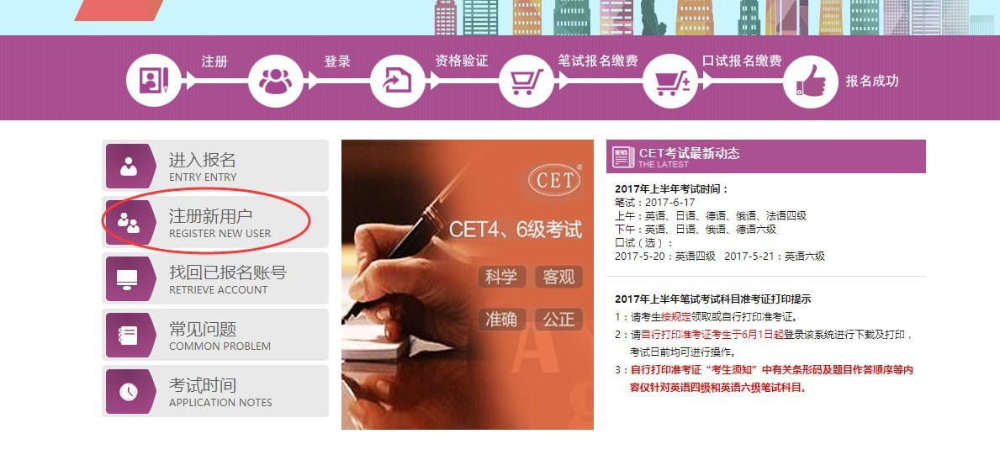 注册
登录
资格验证
笔试报名缴费
口试报名缴费
报名成功
进入报名
ENTRY ENTRY
注册新用户
REGISTER NEW USER
找回已报名账号
RETRIEVE ACCOUNT
常见问题
COMMON PROBLEM
考试时间
APPLICATION NOTES
CET®
CET4、6级考试
科学 客观
准确 公正
A
NEWS
CET考试最新动态
THE LATEST
2017年上半年考试时间：
笔试：2017-6-17
上午：英语、日语、德语、俄语、法语四级
下午：英语、日语、俄语、德语六级
口试（选）：
2017-5-20：英语四级 2017-5-21：英语六级
2017年上半年笔试考试科目准考证打印提示
1：请考生按规定领取或自行打印准考证。
2：请自行打印准考证考生于6月1日起登录该系统进行下载及打印，
考试日前均可进行操作。
3：自行打印准考证“考生须知”中有关条形码及题目作答顺序等内
容仅针对英语四级和英语六级笔试科目。